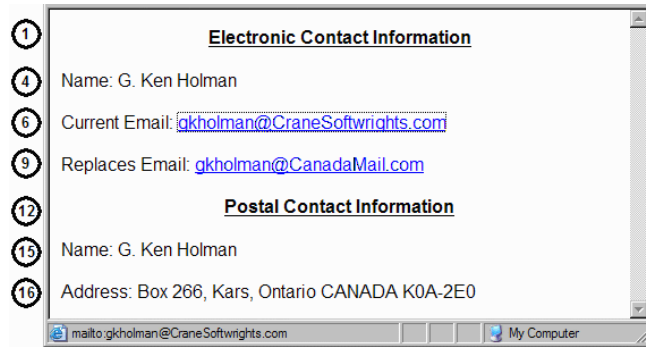 1 Electronic Contact Information
4 Name: G. Ken Holman
6 Current Email: gkholman@CraneSoftwrights.com
9 Replaces Email: gkholman@CanadaMail.com
12 Postal Contact Information
15 Name: G. Ken Holman
16 Address: Box 266, Kars, Ontario CANADA K0A-2E0
mailto:gkholman@CraneSoftwrights.com My Computer